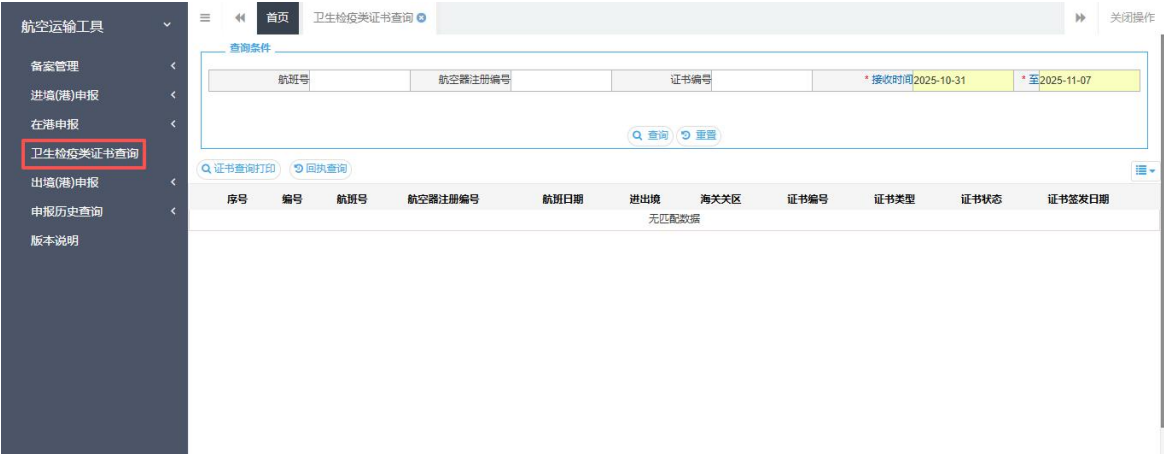 航空运输工具
备案管理
进境(港)申报
在港申报
卫生检疫类证书查询
出境(港)申报
申报历史查询
版本说明
首页 卫生检疫类证书查询 关闭操作
查询条件
航班号 航空器注册编号 证书编号 * 接收时间 2025-10-31 * 至 2025-11-07
查询 重置
证书查询打印 回执查询
序号 编号 航班号 航空器注册编号 航班日期 进出境 海关关区 证书编号 证书类型 证书状态 证书签发日期
无匹配数据